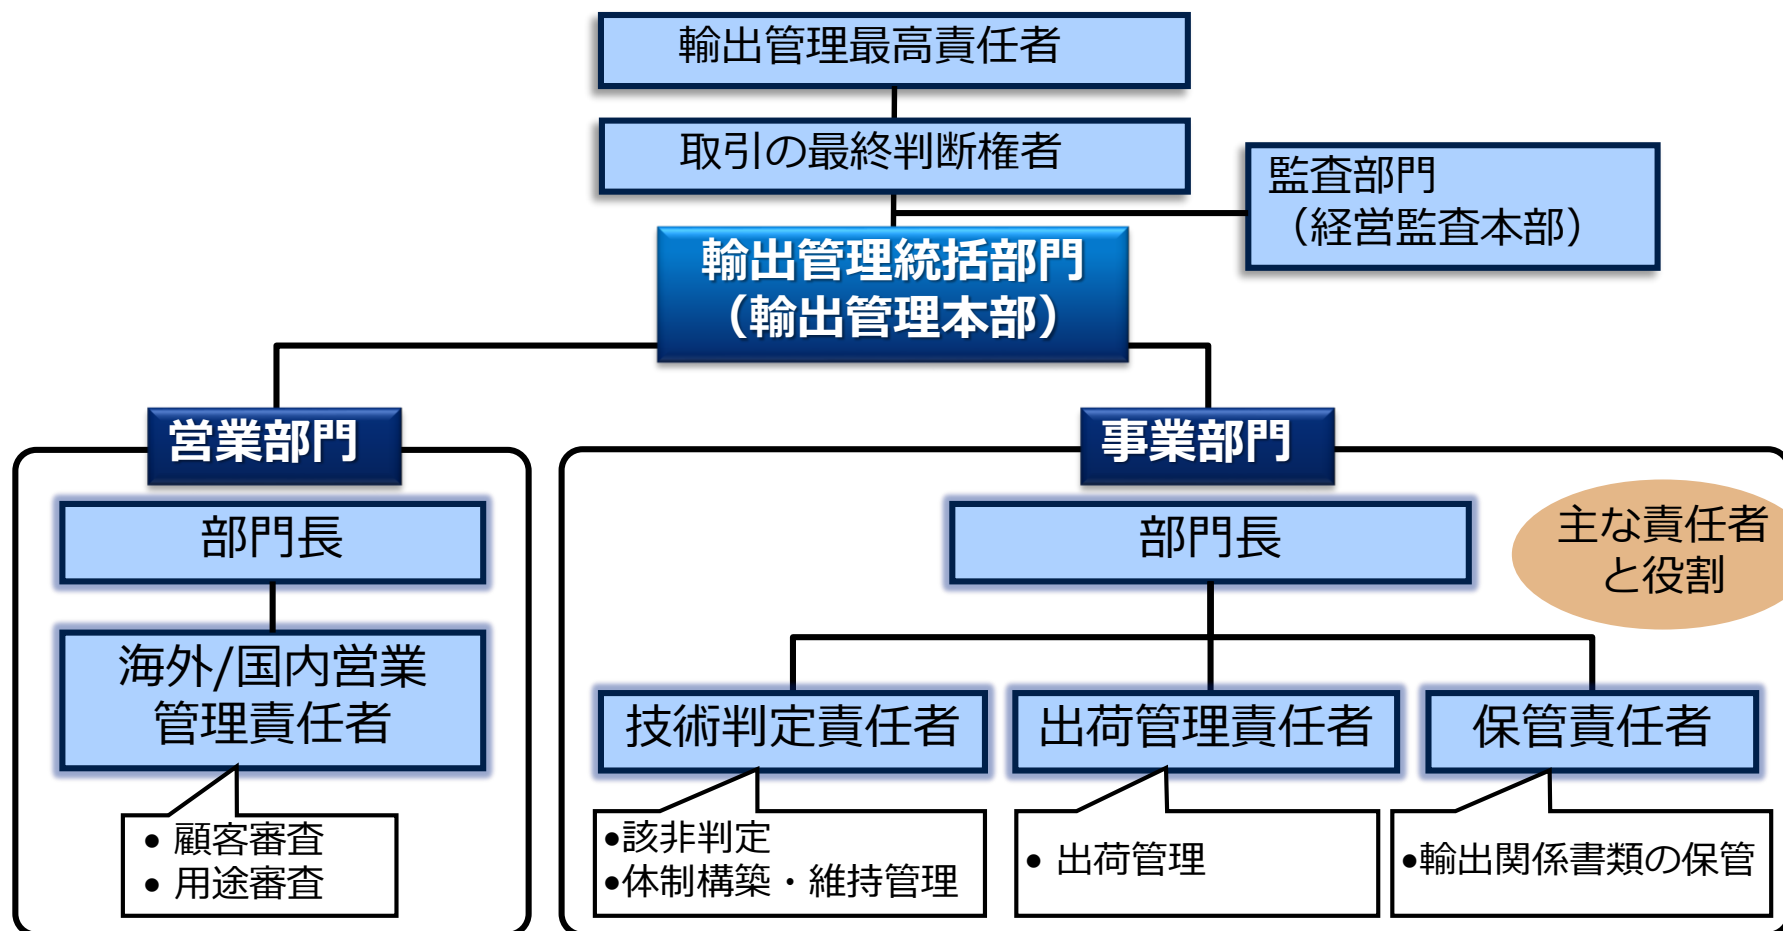 輸出管理最高責任者
取引の最終判断権者
監査部門
（経営監査本部）
輸出管理統括部門
（輸出管理本部）
営業部門
部門長
海外/国内営業
管理責任者
• 顧客審査
• 用途審査
事業部門
部門長
主な責任者
と役割
技術判定責任者
•該非判定
•体制構築・維持管理
出荷管理責任者
• 出荷管理
保管責任者
•輸出関係書類の保管